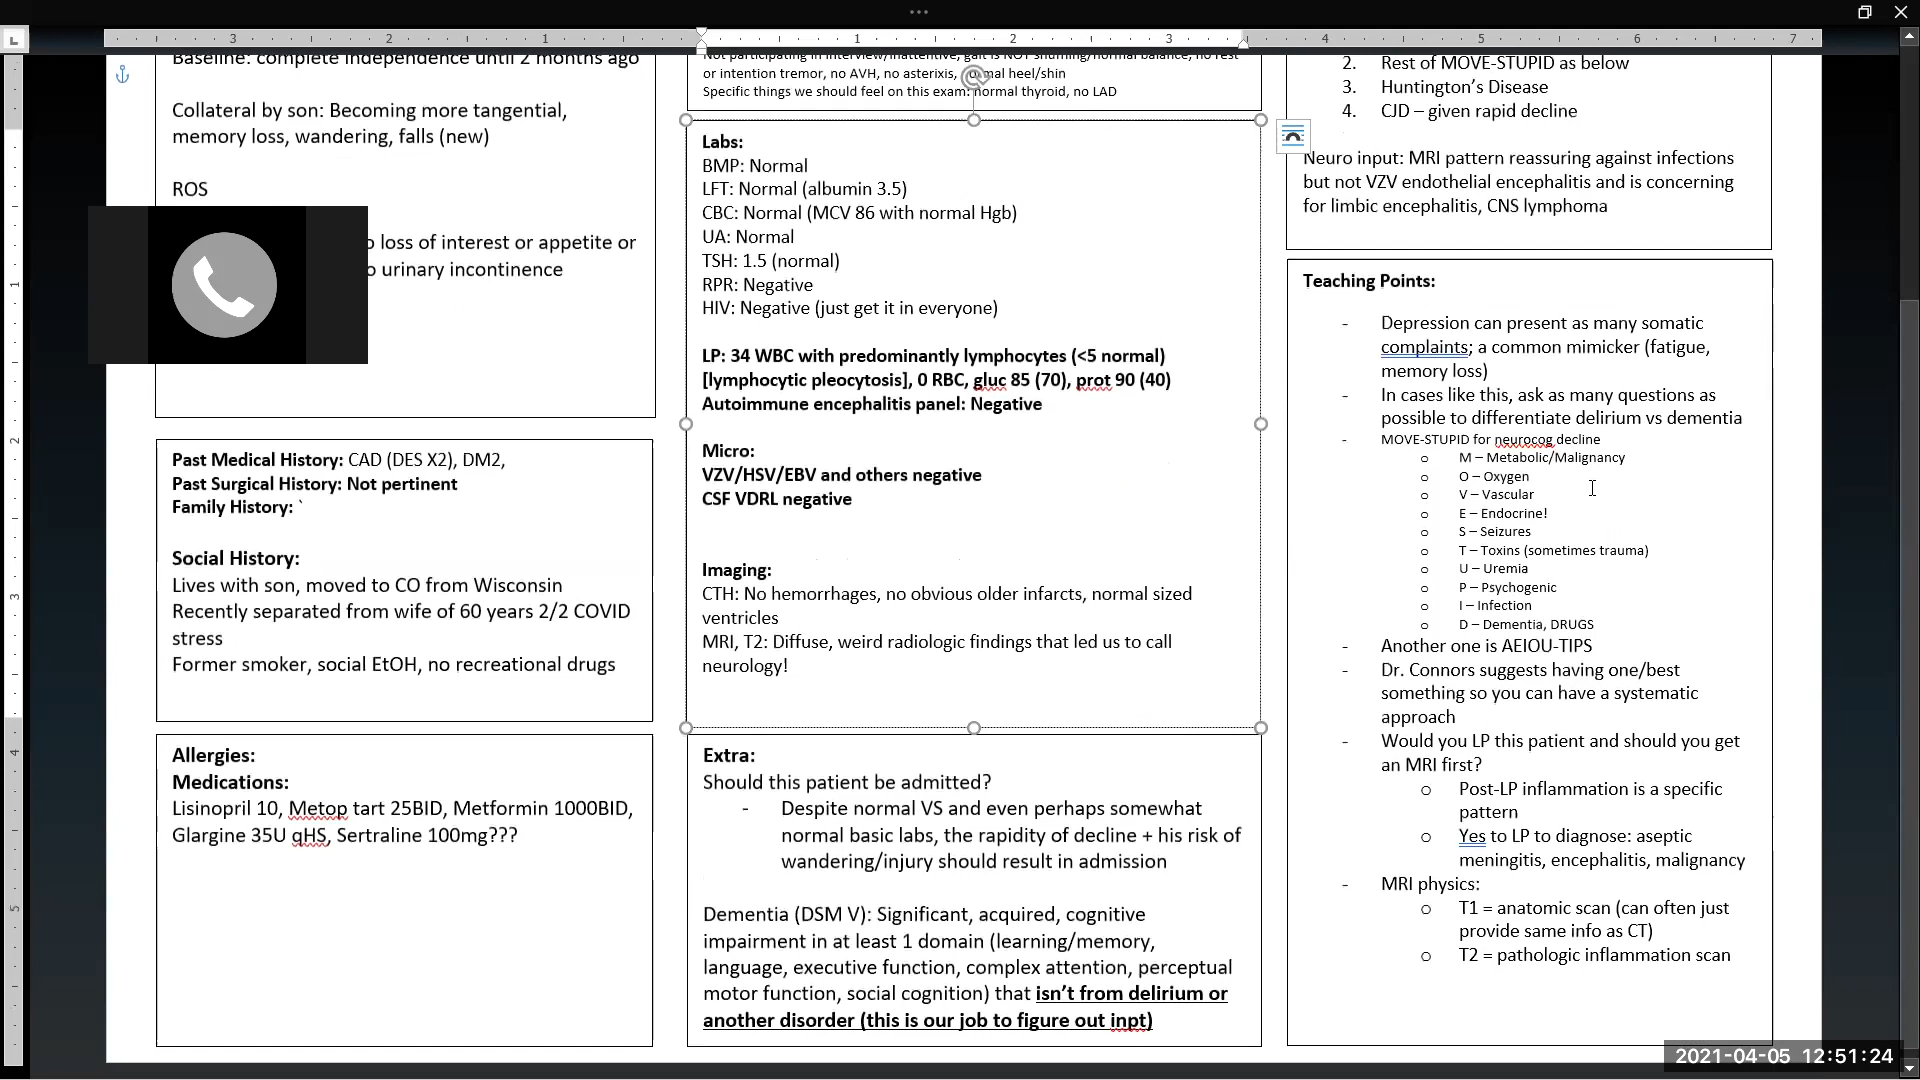 Baseline: complete independence until 2 months ago
Collateral by son: Becoming more tangential,
memory loss, wandering, falls (new)
ROS
loss of interest or appetite or
urinary incontinence
Past Medical History: CAD (DES X2), DM2,
Past Surgical History: Not pertinent
Family History: `
Social History:
Lives with son, moved to CO from Wisconsin
Recently separated from wife of 60 years 2/2 COVID
stress
Former smoker, social EtOH, no recreational drugs
Allergies:
Medications:
Lisinopril 10, Metop tart 25BID, Metformin 1000BID,
Glargine 35U qHS, Sertraline 100mg???
Not participating in interview/inattentive, gait is NOT shuffling/normal balance, no rest
or intention tremor, no AVH, no asterixis, normal heel/shin
Specific things we should feel on this exam: normal thyroid, no LAD
Labs:
BMP: Normal
LFT: Normal (albumin 3.5)
CBC: Normal (MCV 86 with normal Hgb)
UA: Normal
TSH: 1.5 (normal)
RPR: Negative
HIV: Negative (just get it in everyone)
LP: 34 WBC with predominantly lymphocytes (<5 normal)
[lymphocytic pleocytosis], 0 RBC, gluc 85 (70), prot 90 (40)
Autoimmune encephalitis panel: Negative
Micro:
VZV/HSV/EBV and others negative
CSF VDRL negative
Imaging:
CTH: No hemorrhages, no obvious older infarcts, normal sized
ventricles
MRI, T2: Diffuse, weird radiologic findings that led us to call
neurology!
Extra:
Should this patient be admitted?
- Despite normal VS and even perhaps somewhat
normal basic labs, the rapidity of decline + his risk of
wandering/injury should result in admission
Dementia (DSM V): Significant, acquired, cognitive
impairment in at least 1 domain (learning/memory,
language, executive function, complex attention, perceptual
motor function, social cognition) that isn't from delirium or
another disorder (this is our job to figure out inpt)
2. Rest of MOVE-STUPID as below
3. Huntington's Disease
4. CJD – given rapid decline
Neuro input: MRI pattern reassuring against infections
but not VZV endothelial encephalitis and is concerning
for limbic encephalitis, CNS lymphoma
Teaching Points:
- Depression can present as many somatic
complaints; a common mimicker (fatigue,
memory loss)
- In cases like this, ask as many questions as
possible to differentiate delirium vs dementia
- MOVE-STUPID for neurocog decline
o M – Metabolic/Malignancy
o O – Oxygen
o V – Vascular
o E – Endocrine!
o S – Seizures
o T – Toxins (sometimes trauma)
o U – Uremia
o P – Psychogenic
o I – Infection
o D – Dementia, DRUGS
- Another one is AEIOU-TIPS
- Dr. Connors suggests having one/best
something so you can have a systematic
approach
- Would you LP this patient and should you get
an MRI first?
o Post-LP inflammation is a specific
pattern
o Yes to LP to diagnose: aseptic
meningitis, encephalitis, malignancy
- MRI physics:
o T1 = anatomic scan (can often just
provide same info as CT)
o T2 = pathologic inflammation scan
2021-04-05 12:51:24